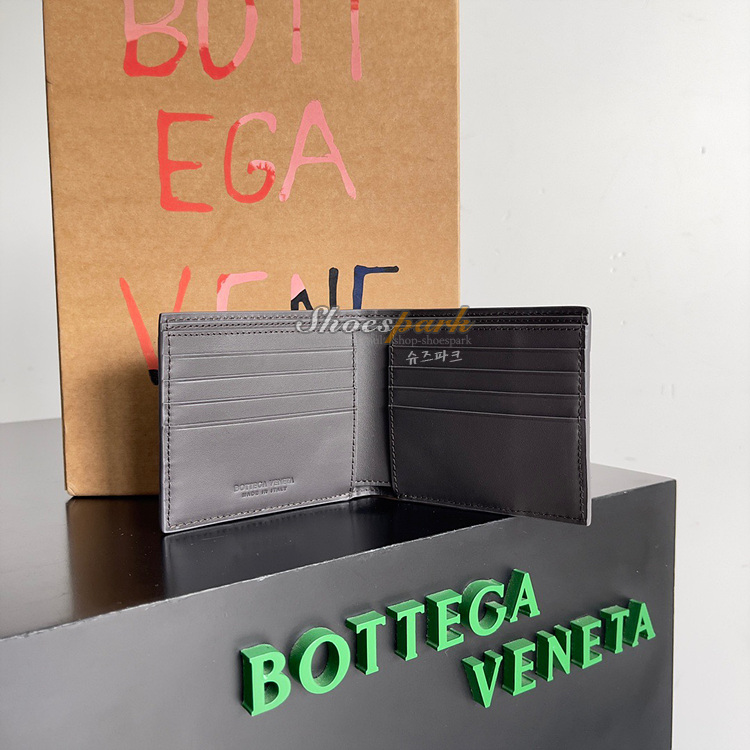 BOTT
EGA
VENE
Shoespark
shop-shoespark
슈즈파크
BOTTEGA VENETA
MADE IN ITALY
BOTTEGA
VENETA